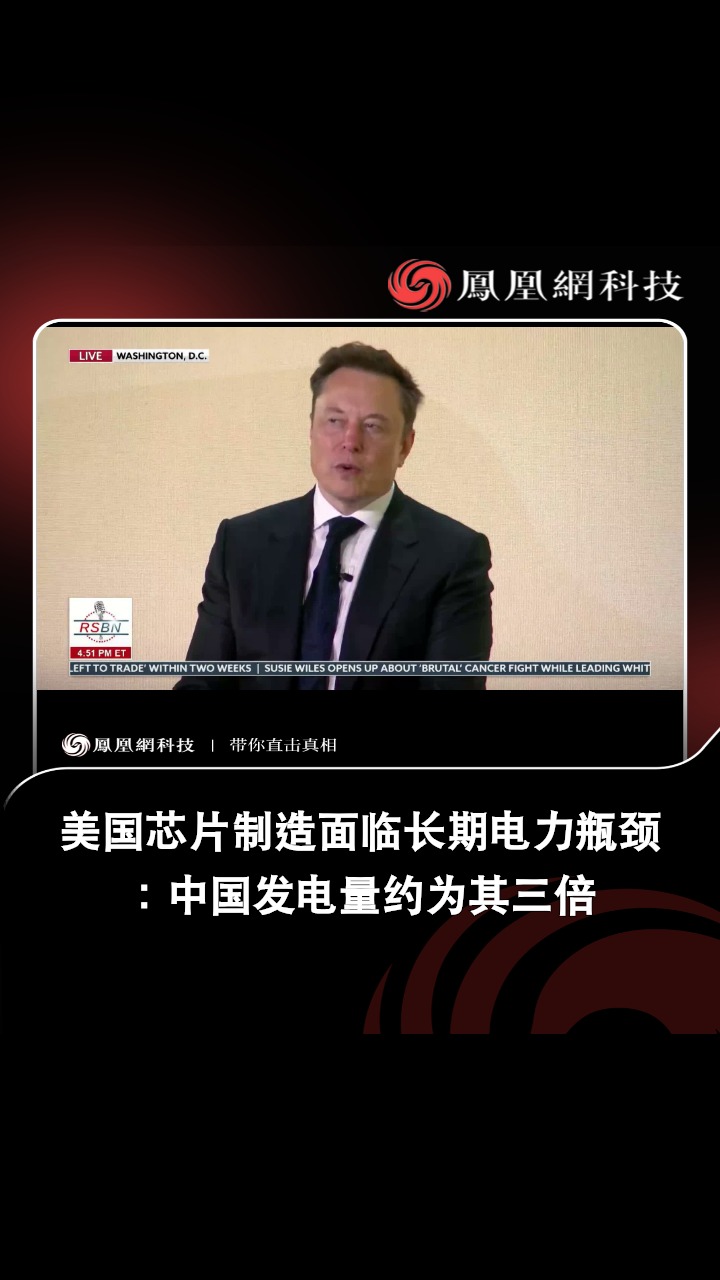 鳳凰網科技
LIVE WASHINGTON, D.C.
RSBN
4:51 PM ET
LEFT TO TRADE' WITHIN TWO WEEKS | SUSIE WILES OPENS UP ABOUT 'BRUTAL' CANCER FIGHT WHILE LEADING WHIT
鳳凰網科技 | 带你直击真相
美国芯片制造面临长期电力瓶颈
：中国发电量约为其三倍